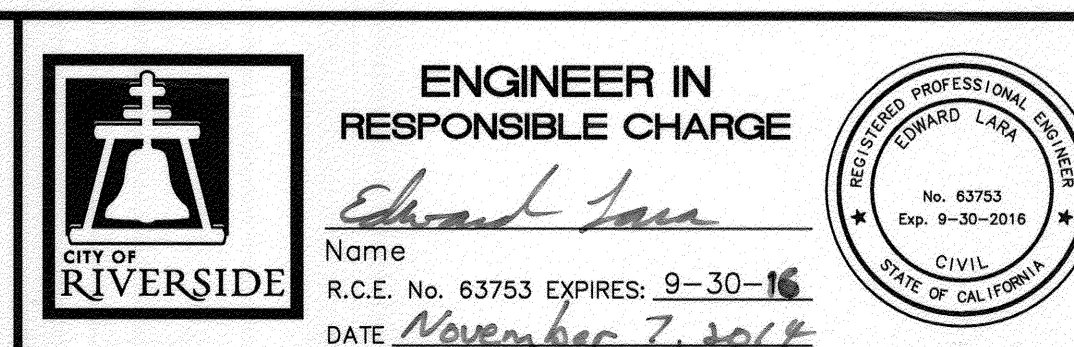 CITY OF
RIVERSIDE
ENGINEER IN
RESPONSIBLE CHARGE
Edward Lara
Name
R.C.E. No. 63753 EXPIRES: 9-30-16
DATE November 7, 2014
REGISTERED PROFESSIONAL ENGINEER
EDWARD LARA
No. 63753
Exp. 9-30-2016
CIVIL
STATE OF CALIFORNIA